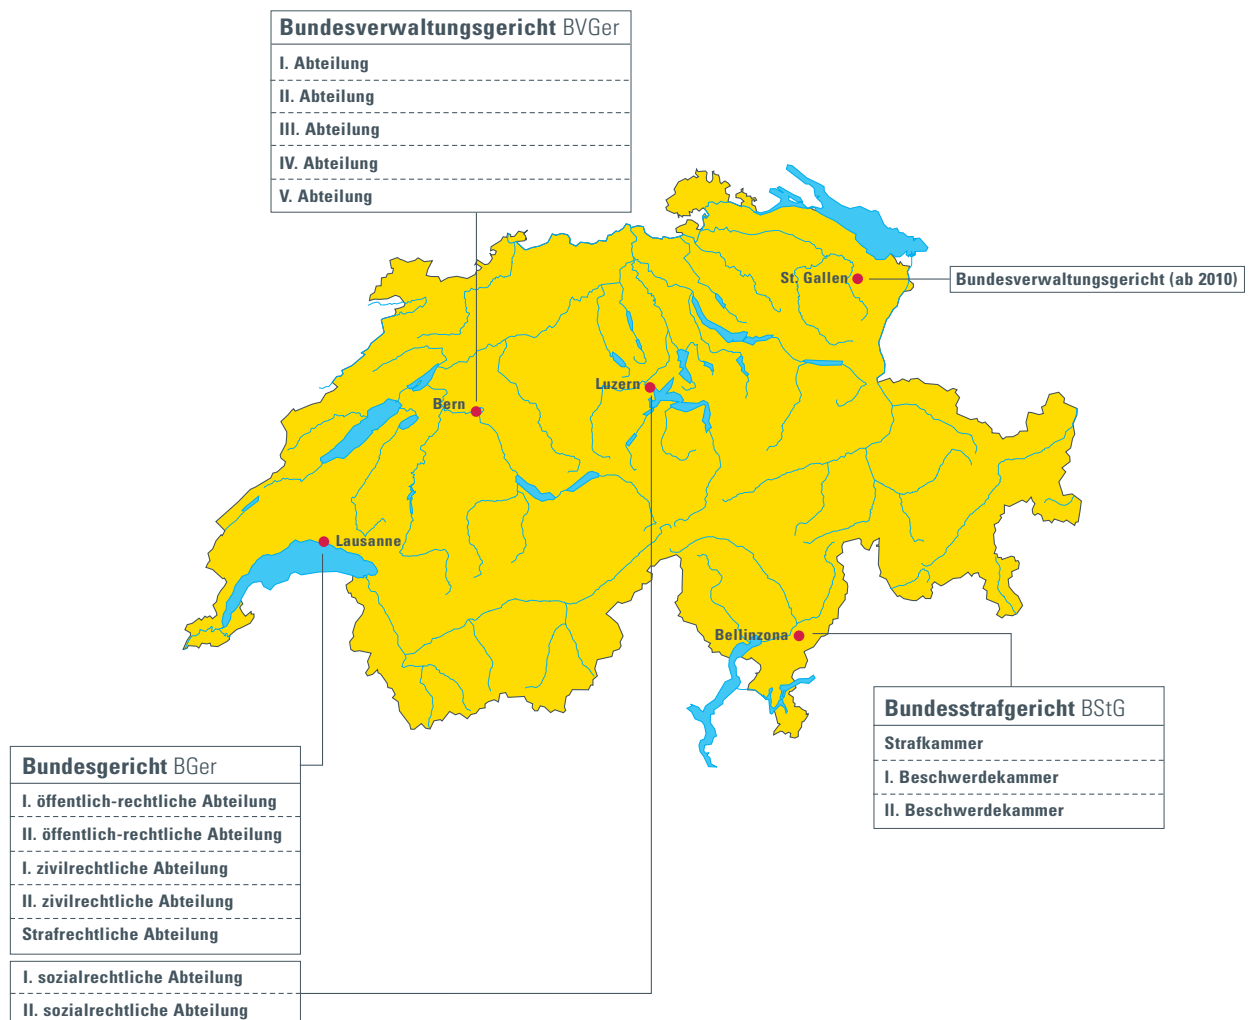 Bundesverwaltungsgericht BVGer
I. Abteilung
II. Abteilung
III. Abteilung
IV. Abteilung
V. Abteilung
St. Gallen
Bundesverwaltungsgericht (ab 2010)
Luzern
Bern
Lausanne
Bellinzona
Bundesstrafgericht BStG
Strafkammer
I. Beschwerdekammer
II. Beschwerdekammer
Bundesgericht BGer
I. öffentlich-rechtliche Abteilung
II. öffentlich-rechtliche Abteilung
I. zivilrechtliche Abteilung
II. zivilrechtliche Abteilung
Strafrechtliche Abteilung
I. sozialrechtliche Abteilung
II. sozialrechtliche Abteilung